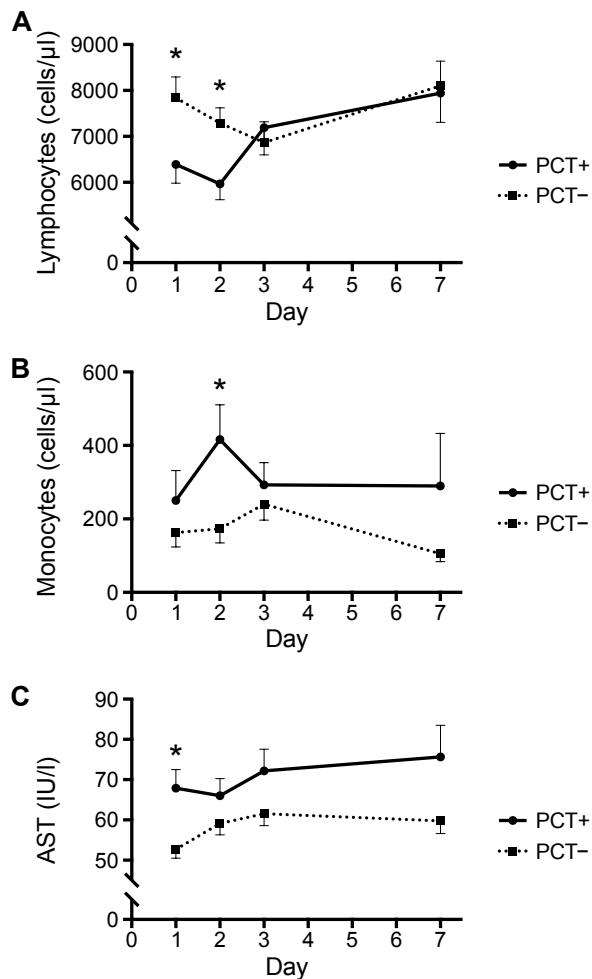 A
Lymphocytes (cells/µl)
9000
8000
7000
6000
0
*
*
0 1 2 3 4 5 6 7
Day
PCT+
PCT−
B
Monocytes (cells/µl)
600
400
200
0
*
0 1 2 3 4 5 6 7
Day
PCT+
PCT−
C
AST (IU/l)
90
80
70
60
50
0
*
0 1 2 3 4 5 6 7
Day
PCT+
PCT−